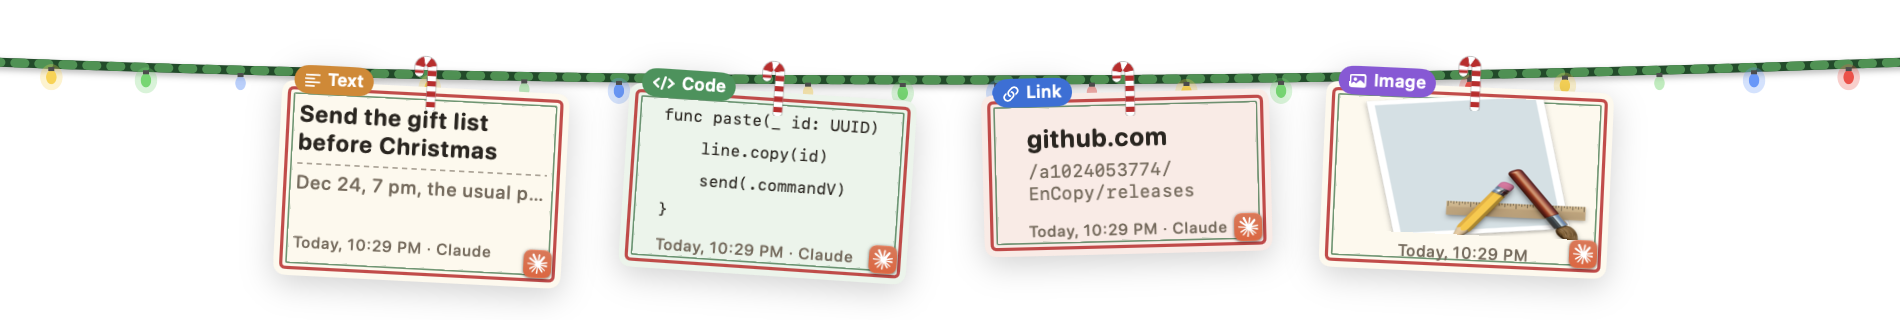 Text
Send the gift list
before Christmas
Dec 24, 7 pm, the usual p...
Today, 10:29 PM · Claude
</> Code
func paste(_ id: UUID)
line.copy(id)
send(.commandV)
}
Today, 10:29 PM · Claude
Link
github.com
/a1024053774/
EnCopy/releases
Today, 10:29 PM · Claude
Image
Today, 10:29 PM